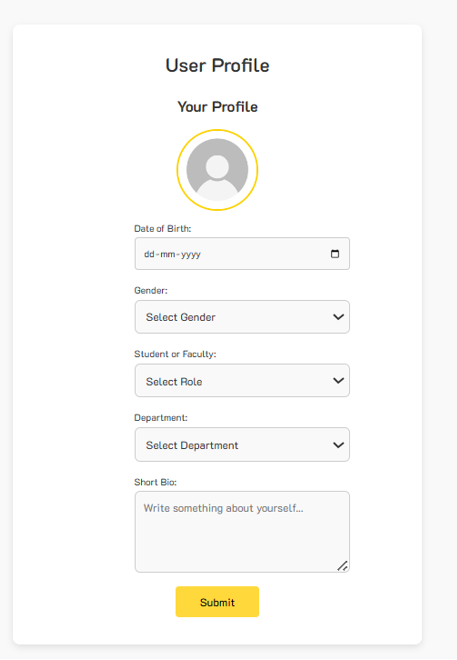 User Profile
Your Profile
Date of Birth:
dd-mm-yyyy
Gender:
Select Gender
Student or Faculty:
Select Role
Department:
Select Department
Short Bio:
Write something about yourself...
Submit